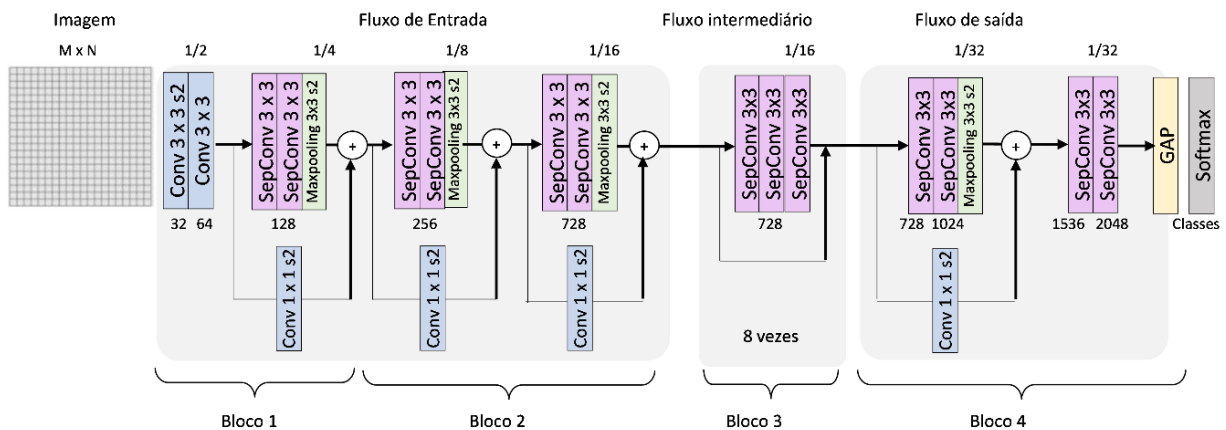 Imagem
Fluxo de Entrada
Fluxo intermediário
Fluxo de saída
M x N
1/2
1/4
1/8
1/16
1/16
1/32
1/32
Conv 3 x 3 s2
Conv 3 x 3
SepConv 3 x 3
SepConv 3 x 3
Maxpooling 3x3 s2
+
SepConv 3 x 3
SepConv 3 x 3
Maxpooling 3x3 s2
+
SepConv 3x3
SepConv 3x3
Maxpooling 3x3 s2
+
SepConv 3x3
SepConv 3x3
SepConv 3x3
SepConv 3x3
SepConv 3x3
Maxpooling 3x3 s2
+
SepConv 3x3
SepConv 3x3
GAP
Softmax
32
64
128
256
728
728
728
1024
1536
2048
Classes
Conv 1 x 1 s2
Conv 1 x 1 s2
Conv 1 x 1 s2
Conv 1 x 1 s2
8 vezes
Bloco 1
Bloco 2
Bloco 3
Bloco 4